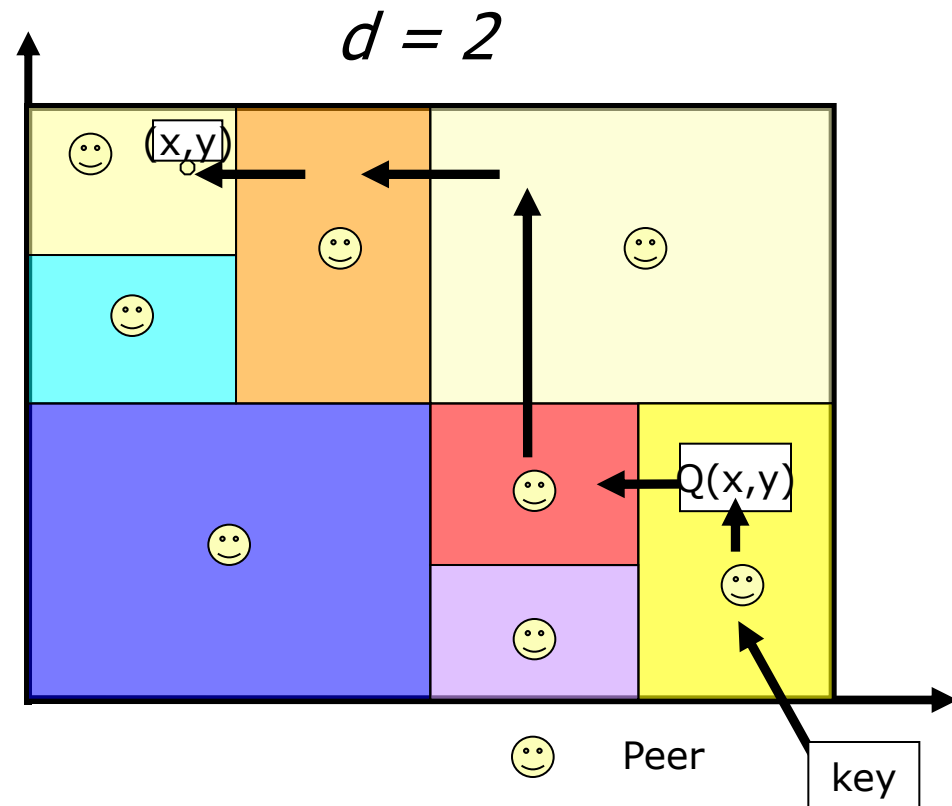 d = 2
(x,y)
Q(x,y)
Peer
key